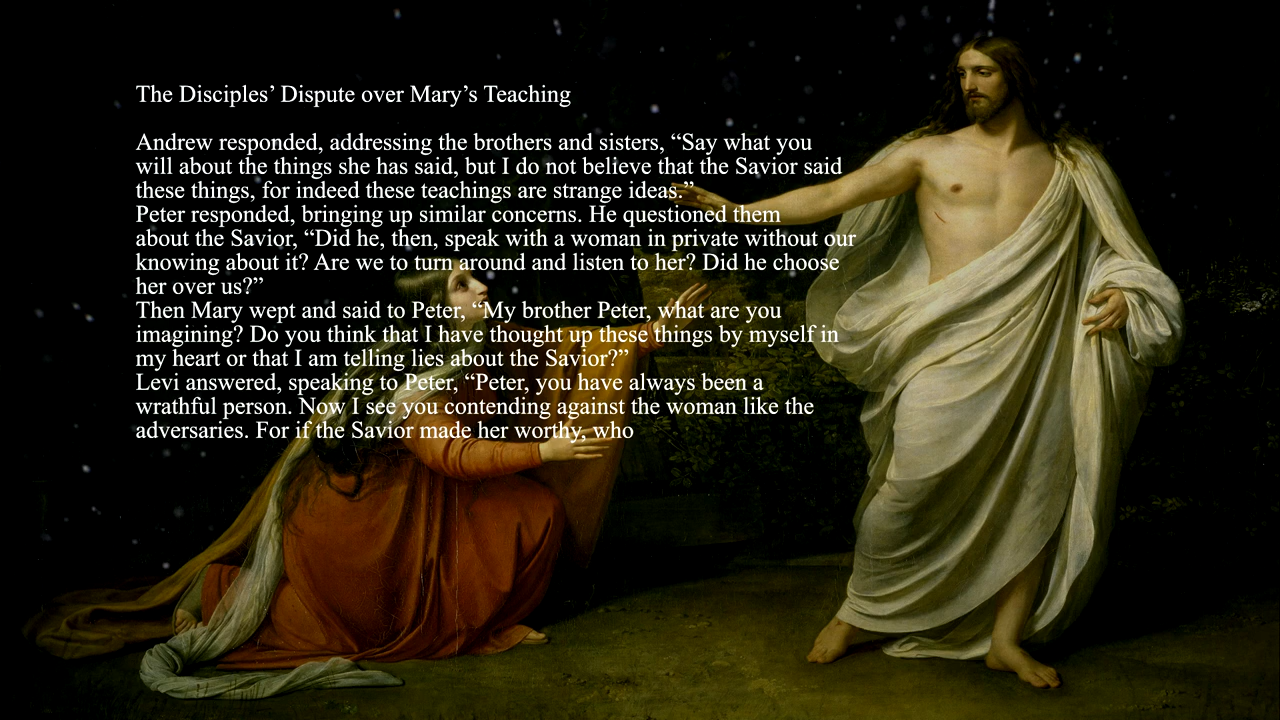 The Disciples’ Dispute over Mary’s Teaching
Andrew responded, addressing the brothers and sisters, “Say what you
will about the things she has said, but I do not believe that the Savior said
these things, for indeed these teachings are strange ideas.”
Peter responded, bringing up similar concerns. He questioned them
about the Savior, “Did he, then, speak with a woman in private without our
knowing about it? Are we to turn around and listen to her? Did he choose
her over us?”
Then Mary wept and said to Peter, “My brother Peter, what are you
imagining? Do you think that I have thought up these things by myself in
my heart or that I am telling lies about the Savior?”
Levi answered, speaking to Peter, “Peter, you have always been a
wrathful person. Now I see you contending against the woman like the
adversaries. For if the Savior made her worthy, who